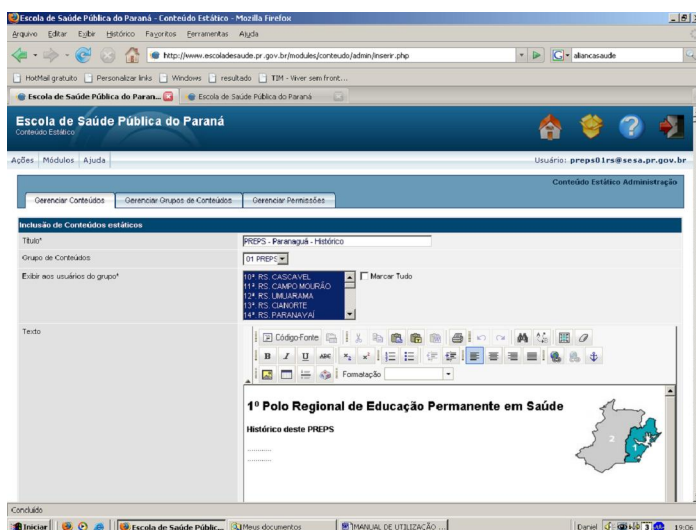 Escola de Saúde Pública do Paraná - Conteúdo Estático - Mozilla Firefox
Arquivo Editar Exibir Histórico Favoritos Ferramentas Ajuda
http://www.escoladesaude.pr.gov.br/modules/conteudo/admin/inserir.php
aliancasaude
HotMail gratuito Personalizar links Windows resultado TIM - Viver sem front...
Escola de Saúde Pública do Paran... Escola de Saúde Pública do Paraná
Escola de Saúde Pública do Paraná
Conteúdo Estático
Ações Módulos Ajuda Usuário: preps01rs@sesa.pr.gov.br
Conteúdo Estático Administração
Gerenciar Conteúdos Gerenciar Grupos de Conteúdos Gerenciar Permissões
Inclusão de Conteúdos estáticos
Título* PREPS - Paranaguá - Histórico
Grupo de Conteúdos 01 PREPS
Exibir aos usuários do grupo* 10ª RS. CASCAVEL Marcar Tudo
11ª RS. CAMPO MOURÃO
12ª RS. UMUARAMA
13ª RS. CIANORTE
14ª RS. PARANAVAÍ
Texto Código-Fonte
B I U ABC x₂ x²
Formatação
1º Polo Regional de Educação Permanente em Saúde
Histórico deste PREPS
............
............
2 1
Concluído
Iniciar Escola de Saúde Públic... Meus documentos MANUAL DE UTILIZAÇÃO ... Daniel 3 19:06